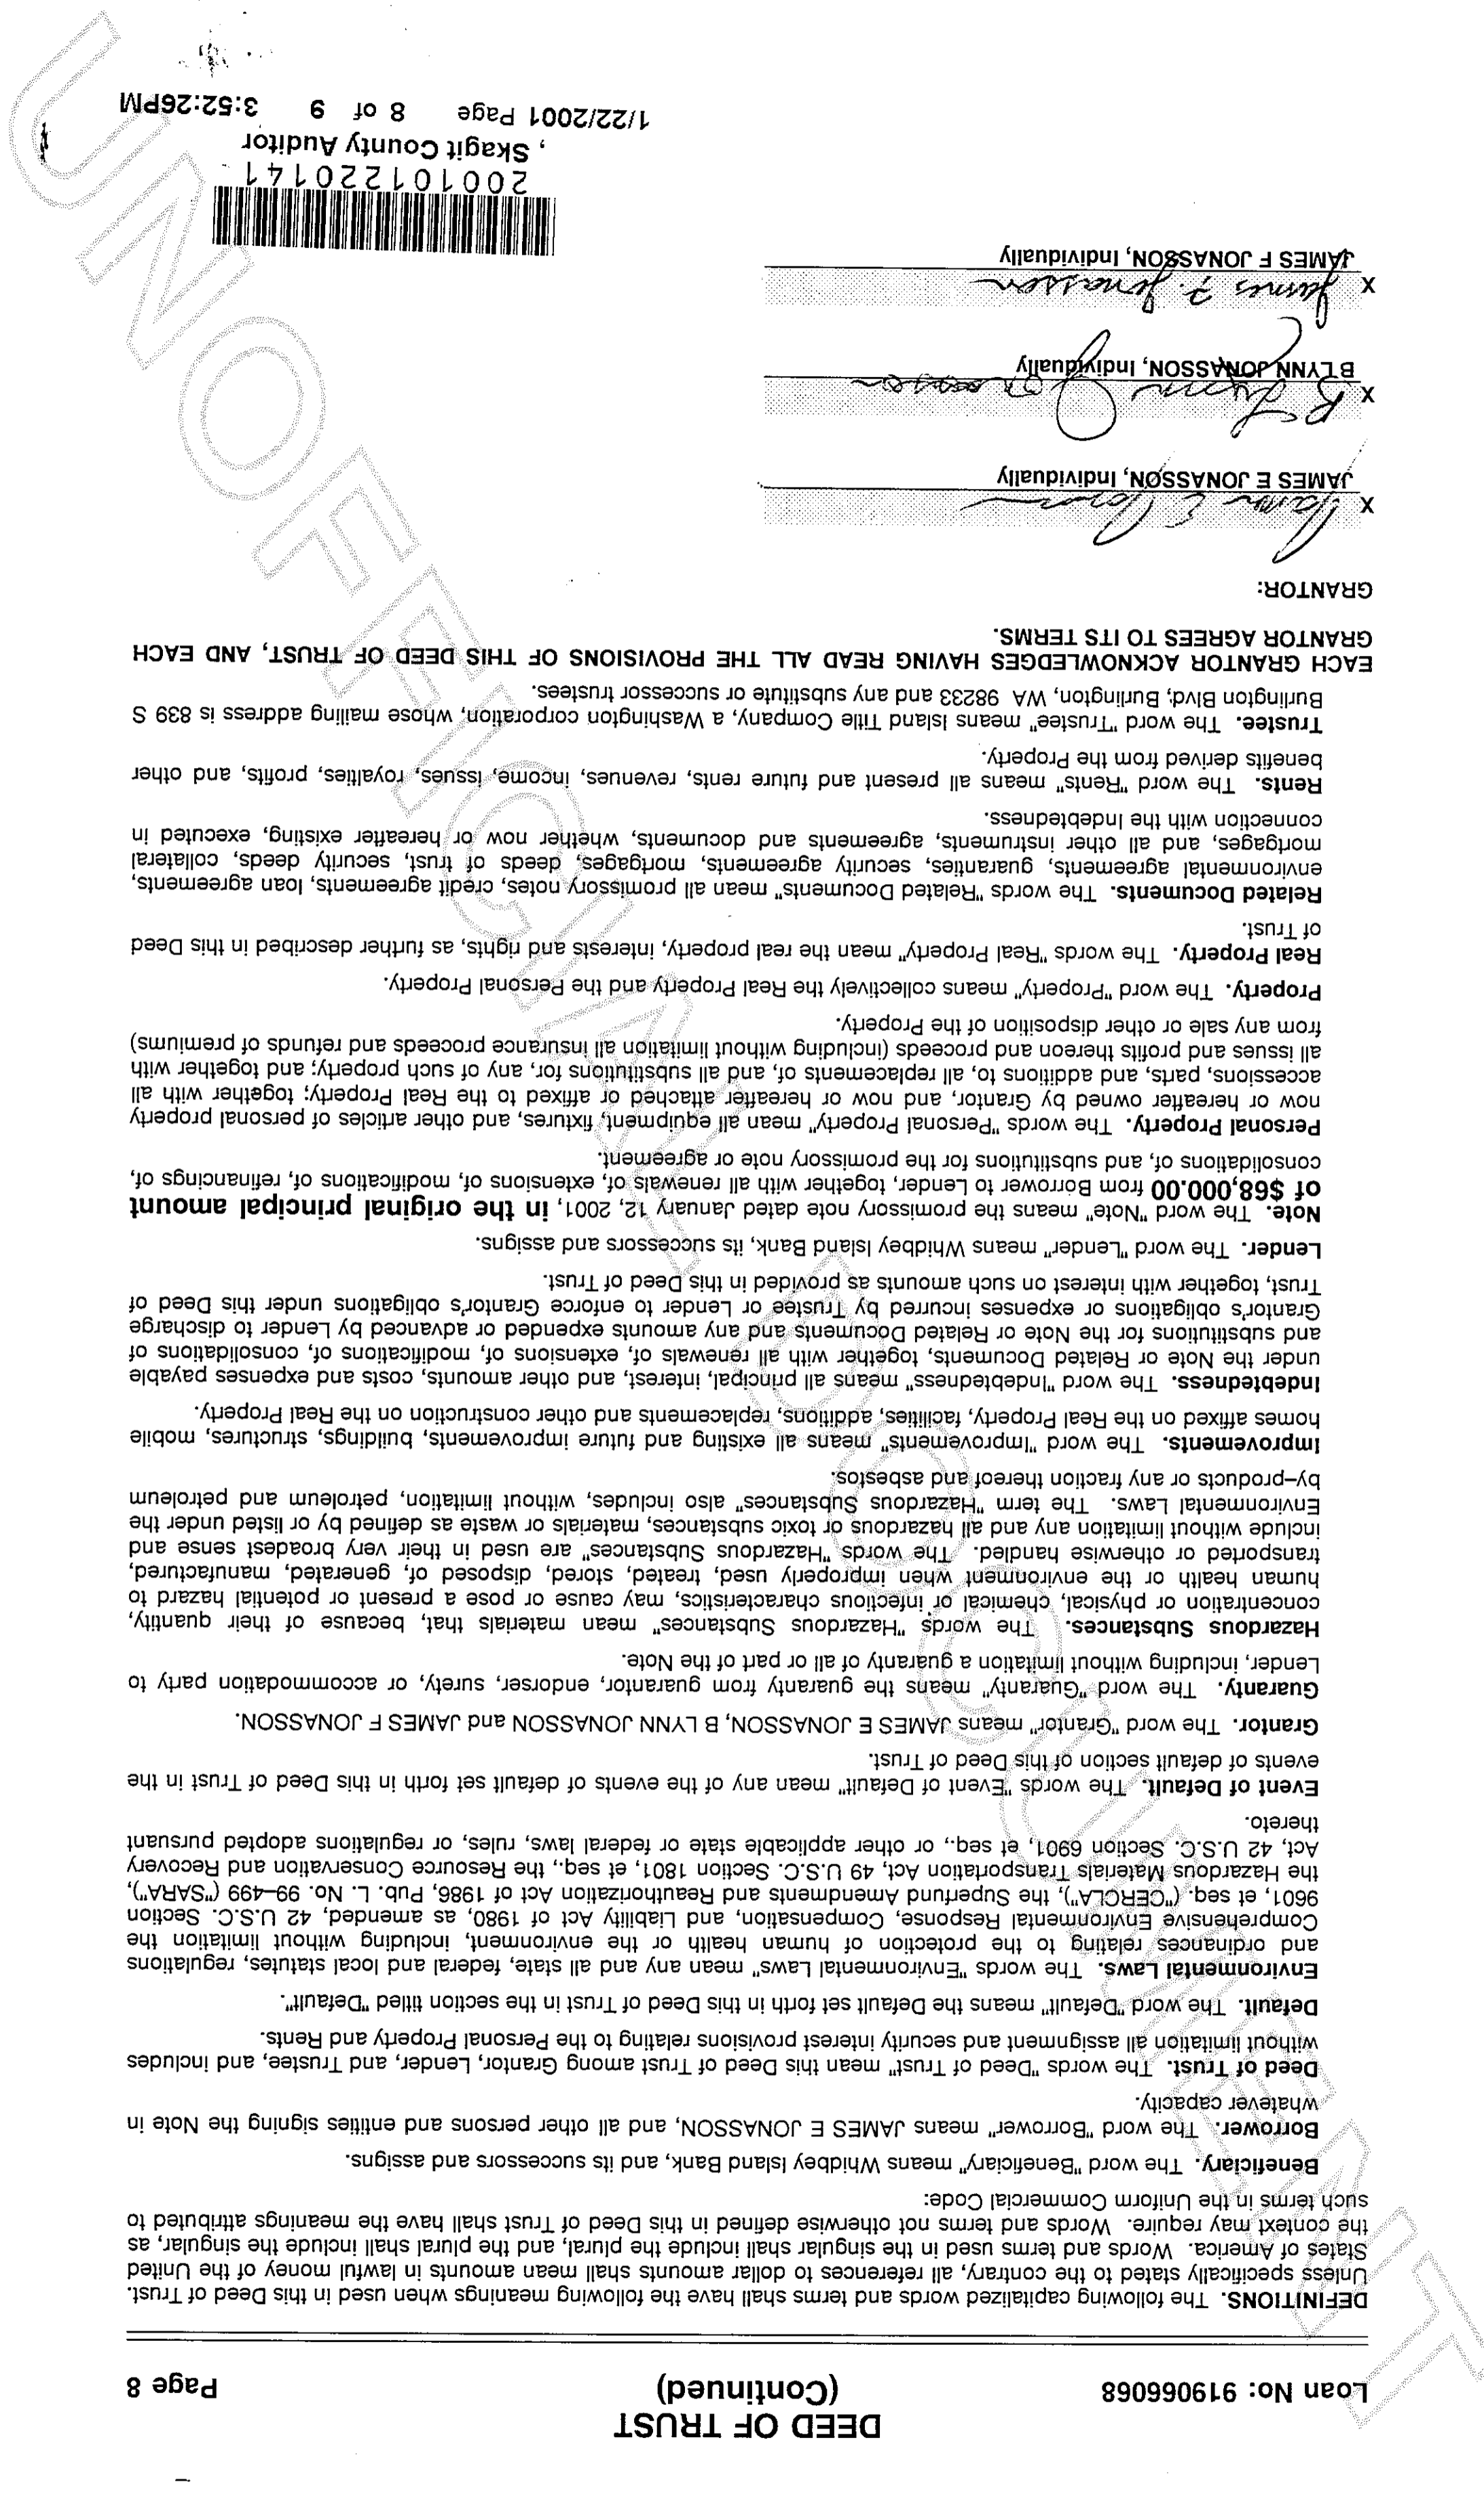 DEED OF TRUST
Loan No: 919066068 (Continued) Page 8
DEFINITIONS. The following capitalized words and terms shall have the following meanings when used in this Deed of Trust.
Unless specifically stated to the contrary, all references to dollar amounts shall mean amounts in lawful money of the United
States of America. Words and terms used in the singular shall include the plural, and the plural shall include the singular, as
the context may require. Words and terms not otherwise defined in this Deed of Trust shall have the meanings attributed to
such terms in the Uniform Commercial Code:
Beneficiary. The word "Beneficiary" means Whidbey Island Bank, and its successors and assigns.
Borrower. The word "Borrower" means JAMES E JONASSON, and all other persons and entities signing the Note in
whatever capacity.
Deed of Trust. The words "Deed of Trust" mean this Deed of Trust among Grantor, Lender, and Trustee, and includes
without limitation all assignment and security interest provisions relating to the Personal Property and Rents.
Default. The word "Default" means the Default set forth in this Deed of Trust in the section titled "Default".
Environmental Laws. The words "Environmental Laws" mean any and all state, federal and local statutes, regulations
and ordinances relating to the protection of human health or the environment, including without limitation the
Comprehensive Environmental Response, Compensation, and Liability Act of 1980, as amended, 42 U.S.C. Section
9601, et seq. ("CERCLA"), the Superfund Amendments and Reauthorization Act of 1986, Pub. L. No. 99–499 ("SARA"),
the Hazardous Materials Transportation Act, 49 U.S.C. Section 1801, et seq., the Resource Conservation and Recovery
Act, 42 U.S.C. Section 6901, et seq., or other applicable state or federal laws, rules, or regulations adopted pursuant
thereto.
Event of Default. The words "Event of Default" mean any of the events of default set forth in this Deed of Trust in the
events of default section of this Deed of Trust.
Grantor. The word "Grantor" means JAMES E JONASSON, B LYNN JONASSON and JAMES F JONASSON.
Guaranty. The word "Guaranty" means the guaranty from guarantor, endorser, surety, or accommodation party to
Lender, including without limitation a guaranty of all or part of the Note.
Hazardous Substances. The words "Hazardous Substances" mean materials that, because of their quantity,
concentration or physical, chemical or infectious characteristics, may cause or pose a present or potential hazard to
human health or the environment when improperly used, treated, stored, disposed of, generated, manufactured,
transported or otherwise handled. The words "Hazardous Substances" are used in their very broadest sense and
include without limitation any and all hazardous or toxic substances, materials or waste as defined by or listed under the
Environmental Laws. The term "Hazardous Substances" also includes, without limitation, petroleum and petroleum
by–products or any fraction thereof and asbestos.
Improvements. The word "Improvements" means all existing and future improvements, buildings, structures, mobile
homes affixed on the Real Property, facilities, additions, replacements and other construction on the Real Property.
Indebtedness. The word "Indebtedness" means all principal, interest, and other amounts, costs and expenses payable
under the Note or Related Documents, together with all renewals of, extensions of, modifications of, consolidations of
and substitutions for the Note or Related Documents and any amounts expended or advanced by Lender to discharge
Grantor's obligations or expenses incurred by Trustee or Lender to enforce Grantor's obligations under this Deed of
Trust, together with interest on such amounts as provided in this Deed of Trust.
Lender. The word "Lender" means Whidbey Island Bank, its successors and assigns.
Note. The word "Note" means the promissory note dated January 12, 2001, in the original principal amount
of $68,000.00 from Borrower to Lender, together with all renewals of, extensions of, modifications of, refinancings of,
consolidations of, and substitutions for the promissory note or agreement.
Personal Property. The words "Personal Property" mean all equipment, fixtures, and other articles of personal property
now or hereafter owned by Grantor, and now or hereafter attached or affixed to the Real Property; together with all
accessions, parts, and additions to, all replacements of, and all substitutions for, any of such property; and together with
all issues and profits thereon and proceeds (including without limitation all insurance proceeds and refunds of premiums)
from any sale or other disposition of the Property.
Property. The word "Property" means collectively the Real Property and the Personal Property.
Real Property. The words "Real Property" mean the real property, interests and rights, as further described in this Deed
of Trust.
Related Documents. The words "Related Documents" mean all promissory notes, credit agreements, loan agreements,
environmental agreements, guaranties, security agreements, mortgages, deeds of trust, security deeds, collateral
mortgages, and all other instruments, agreements and documents, whether now or hereafter existing, executed in
connection with the Indebtedness.
Rents. The word "Rents" means all present and future rents, revenues, income, issues, royalties, profits, and other
benefits derived from the Property.
Trustee. The word "Trustee" means Island Title Company, a Washington corporation, whose mailing address is 839 S
Burlington Blvd, Burlington, WA 98233 and any substitute or successor trustees.
EACH GRANTOR ACKNOWLEDGES HAVING READ ALL THE PROVISIONS OF THIS DEED OF TRUST, AND EACH
GRANTOR AGREES TO ITS TERMS.
GRANTOR:
X James E Jonasson
JAMES E JONASSON, Individually
X B Lynn Jonasson
B LYNN JONASSON, Individually
X James F. Jonasson
JAMES F JONASSON, Individually
200101220141
, Skagit County Auditor
1/22/2001 Page 8 of 9 3:52:26PM
UNOFFICIAL DOCUMENT